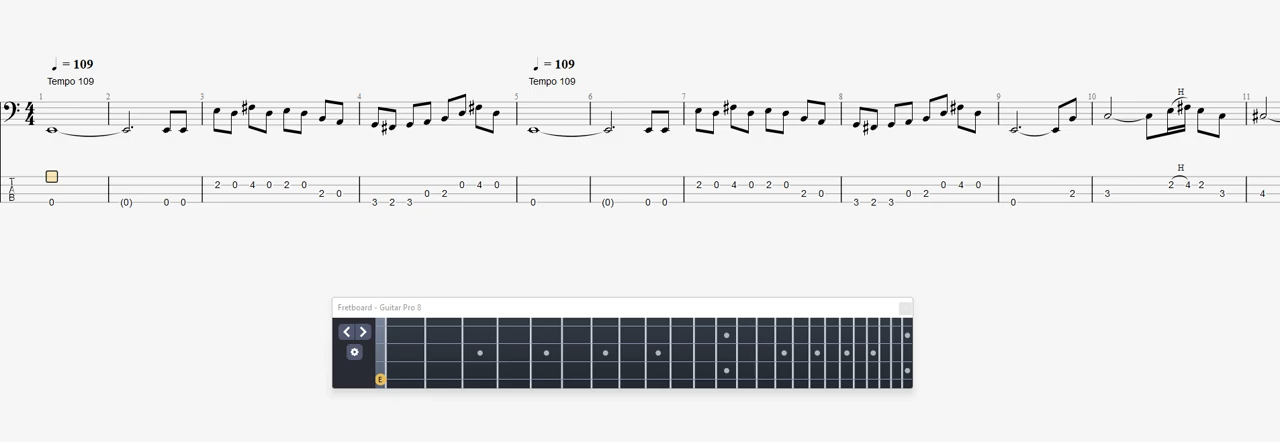 ♩ = 109 ♩ = 109
Tempo 109 Tempo 109
1 2 3 4 5 6 7 8 9 10 11
H
4
4
H
T
A
B
2 0 4 0 2 0 0 4 0 2 0 4 0 2 0 0 4 0 2 4 2
2 0 0 2 2 0 0 2 2 3 3 4
0 (0) 0 0 3 2 3 0 (0) 0 0 3 2 3 0
Fretboard - Guitar Pro 8
E